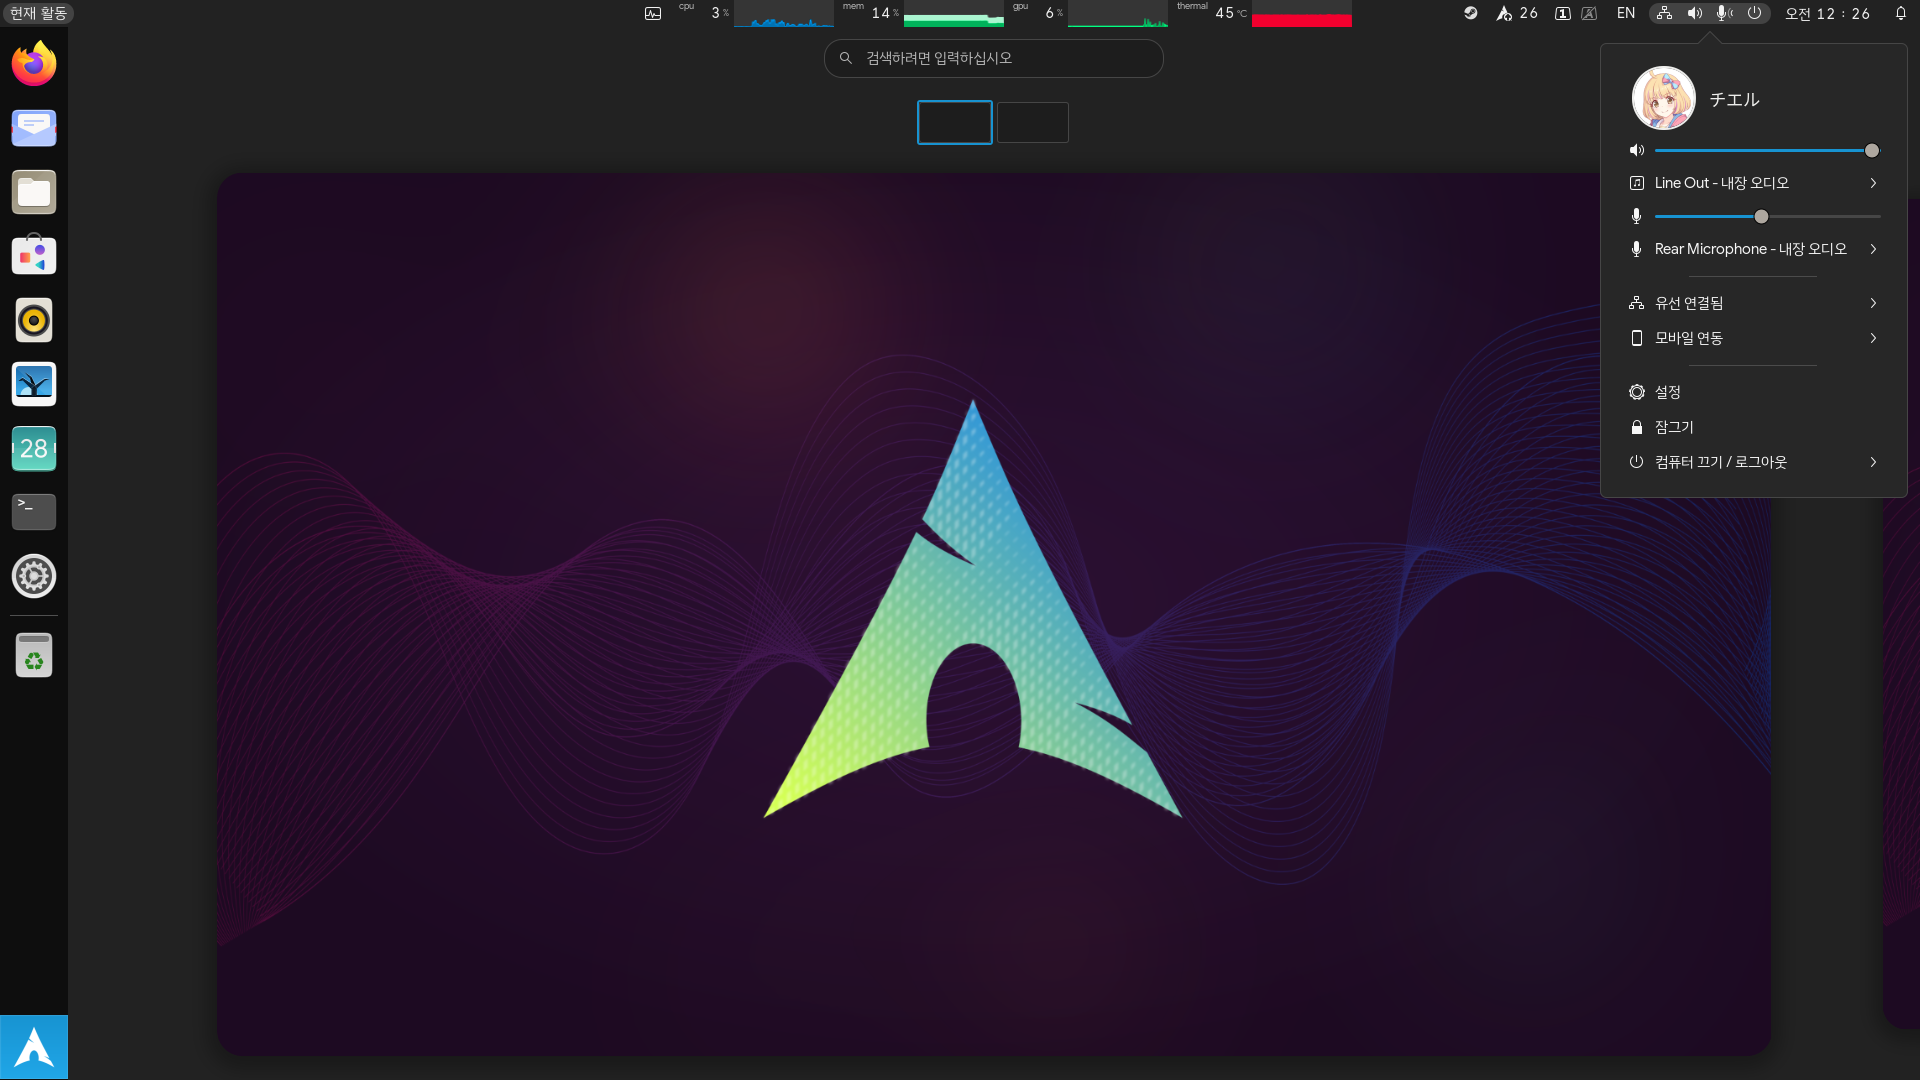 현재 활동
cpu 3 %
mem 14 %
gpu 6 %
thermal 45 °C
26
1
EN
오전 12 : 26
검색하려면 입력하십시오
チエル
Line Out - 내장 오디오
Rear Microphone - 내장 오디오
유선 연결됨
모바일 연동
설정
잠그기
컴퓨터 끄기 / 로그아웃
28
>_